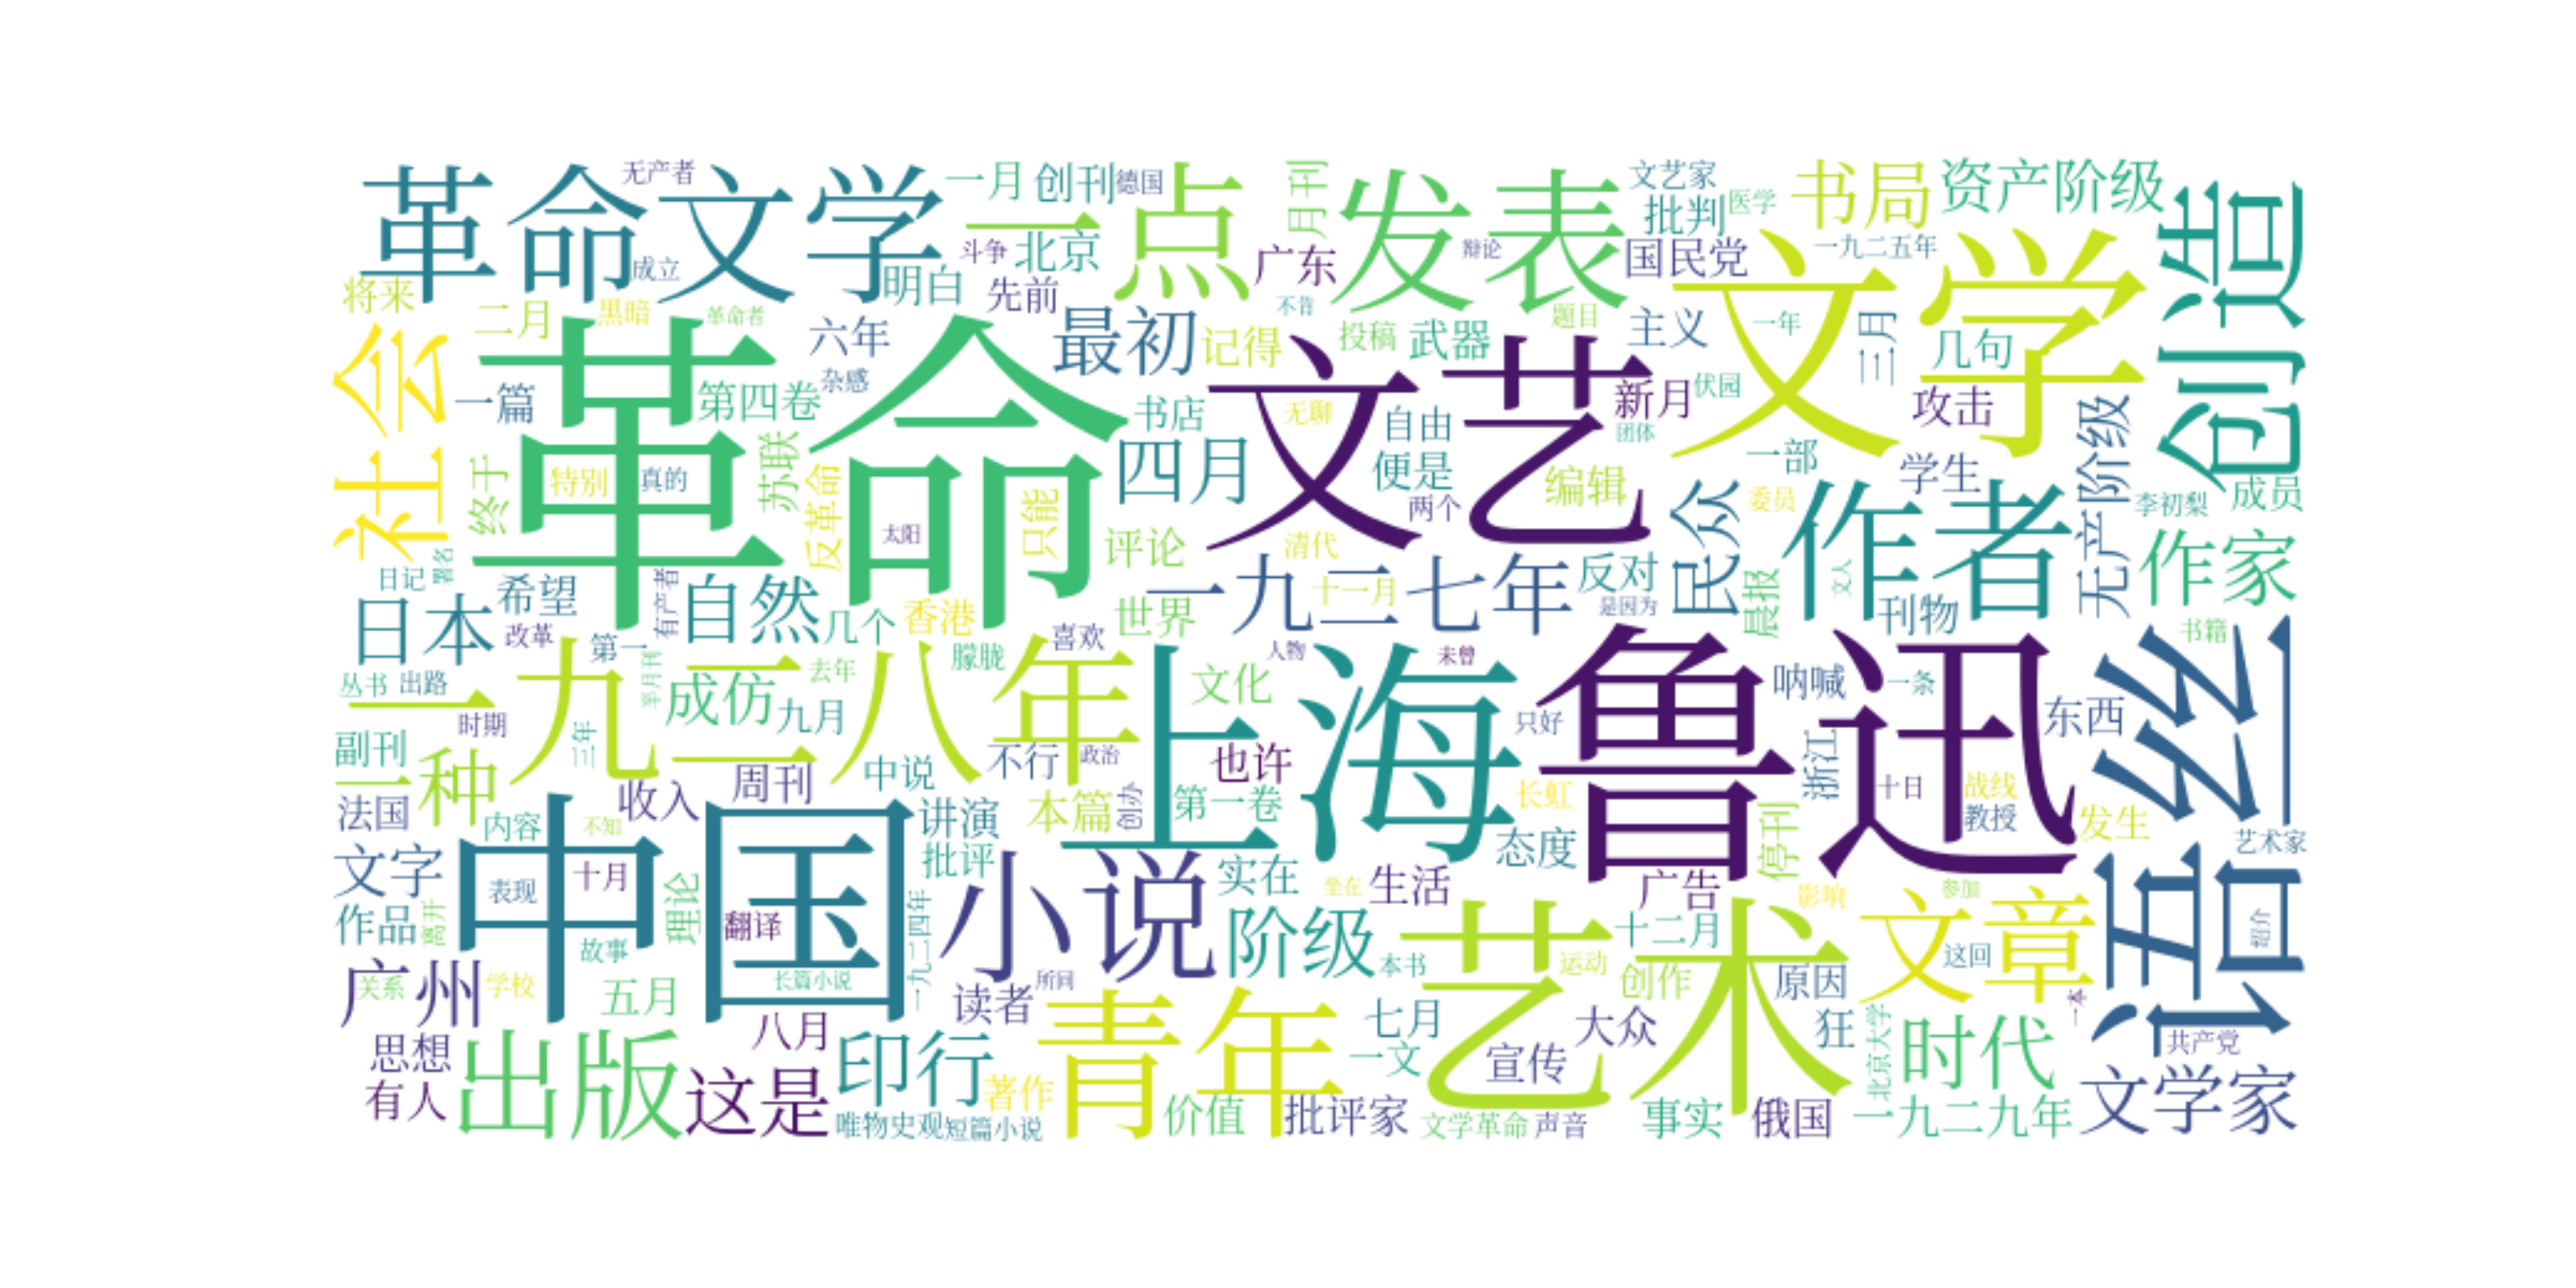 革命文学
无产者
一月
创刊
德国
一点
月刊
发表
文艺家
批判
医学
书局
资产阶级
创造
成立
明白
斗争
北京
先前
广东
辩论
国民党
一九二五年
文学
将来
二月
黑暗
革命者
六年
最初
记得
不肯
投稿
武器
题目
主义
一年
三月
几句
社会
一篇
革命
第四卷
杂感
书店
文艺
无聊
自由
新月
伏园
团体
攻击
无产阶级
终于
特别
真的
苏联
反革命
太阳
只能
四月
便是
两个
编辑
一部
学生
民众
委员
作者
李初梨
成员
评论
清代
日记
署名
希望
有产者
自然
几个
香港
世界
一九二七年
十一月
反对
是因为
晨报
文人
刊物
作家
日本
改革
第一
喜欢
人物
未曾
书籍
丛书
出路
一九二八年
半月刊
成仿
去年
九月
朦胧
上海
文化
只好
鲁迅
呐喊
一条
东西
语丝
时期
三年
副刊
一种
周刊
中说
不行
政治
也许
浙江
十日
战线
教授
发生
法国
收入
内容
不知
讲演
本篇
创办
第一卷
长虹
态度
停刊
艺术家
文字
中国
表现
十月
批评
小说
实在
坐在
生活
广告
影响
参加
文章
作品
离开
故事
理论
翻译
一九二四年
阶级
本书
艺术
十二月
这回
绍介
广州
关系
学校
五月
长篇小说
读者
所同
运动
创作
原因
一本
思想
八月
青年
七月
大众
狂
北京大学
时代
共产党
有人
出版
这是
印行
著作
一文
宣传
文学家
唯物史观
短篇小说
价值
批评家
文学革命
声音
事实
俄国
一九二九年